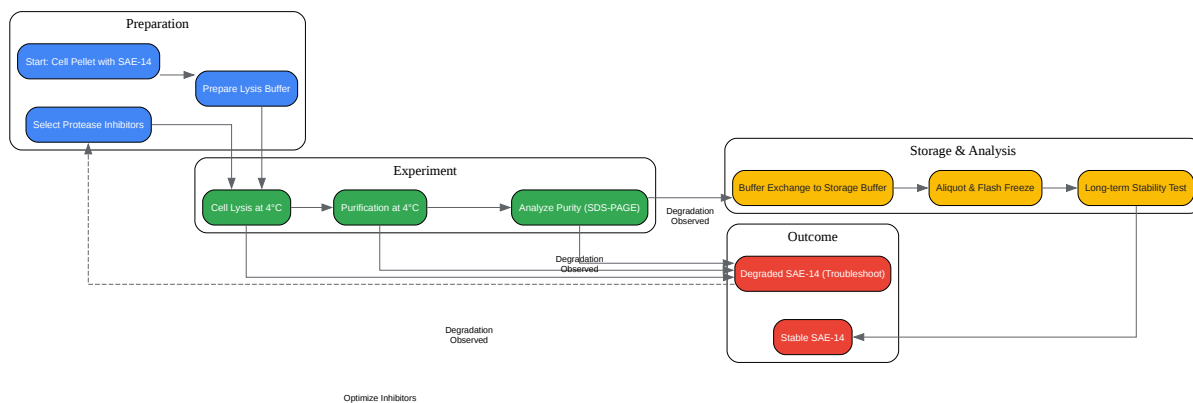 Preparation
Start: Cell Pellet with SAE-14
Prepare Lysis Buffer
Select Protease Inhibitors
Experiment
Cell Lysis at 4°C
Purification at 4°C
Analyze Purity (SDS-PAGE)
Storage & Analysis
Buffer Exchange to Storage Buffer
Aliquot & Flash Freeze
Long-term Stability Test
Degradation
Observed
Outcome
Degradation
Observed
Degraded SAE-14 (Troubleshoot)
Degradation
Observed
Stable SAE-14
Optimize Inhibitors